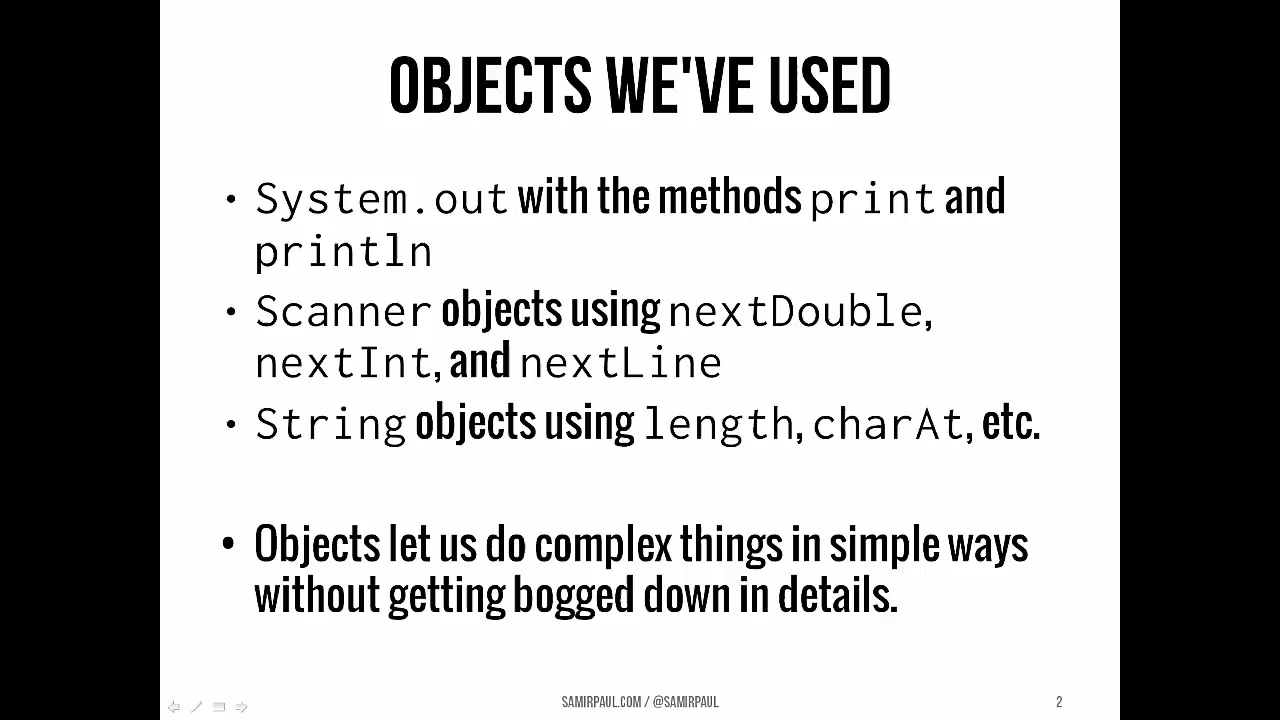 OBJECTS WE'VE USED
• System.out with the methods print and
println
• Scanner objects using nextDouble,
nextInt, and nextLine
• String objects using length, charAt, etc.
• Objects let us do complex things in simple ways
without getting bogged down in details.
SAMIRPAUL.COM / @SAMIRPAUL
2